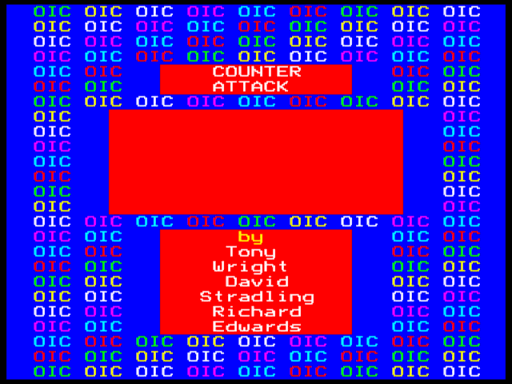 OIC OIC OIC OIC OIC OIC OIC OIC OIC
OIC OIC OIC OIC OIC OIC OIC OIC OIC
OIC OIC OIC OIC OIC OIC OIC OIC OIC
OIC OIC OIC OIC OIC OIC OIC OIC OIC
OIC OIC COUNTER OIC OIC
OIC OIC ATTACK OIC OIC
OIC OIC OIC OIC OIC OIC OIC OIC OIC
OIC OIC
OIC OIC
OIC OIC
OIC OIC
OIC OIC
OIC OIC
OIC OIC
OIC OIC OIC OIC OIC OIC OIC OIC OIC
OIC OIC by OIC OIC
OIC OIC Tony OIC OIC
OIC OIC Wright OIC OIC
OIC OIC David OIC OIC
OIC OIC Stradling OIC OIC
OIC OIC Richard OIC OIC
OIC OIC Edwards OIC OIC
OIC OIC OIC OIC OIC OIC OIC OIC OIC
OIC OIC OIC OIC OIC OIC OIC OIC OIC
OIC OIC OIC OIC OIC OIC OIC OIC OIC